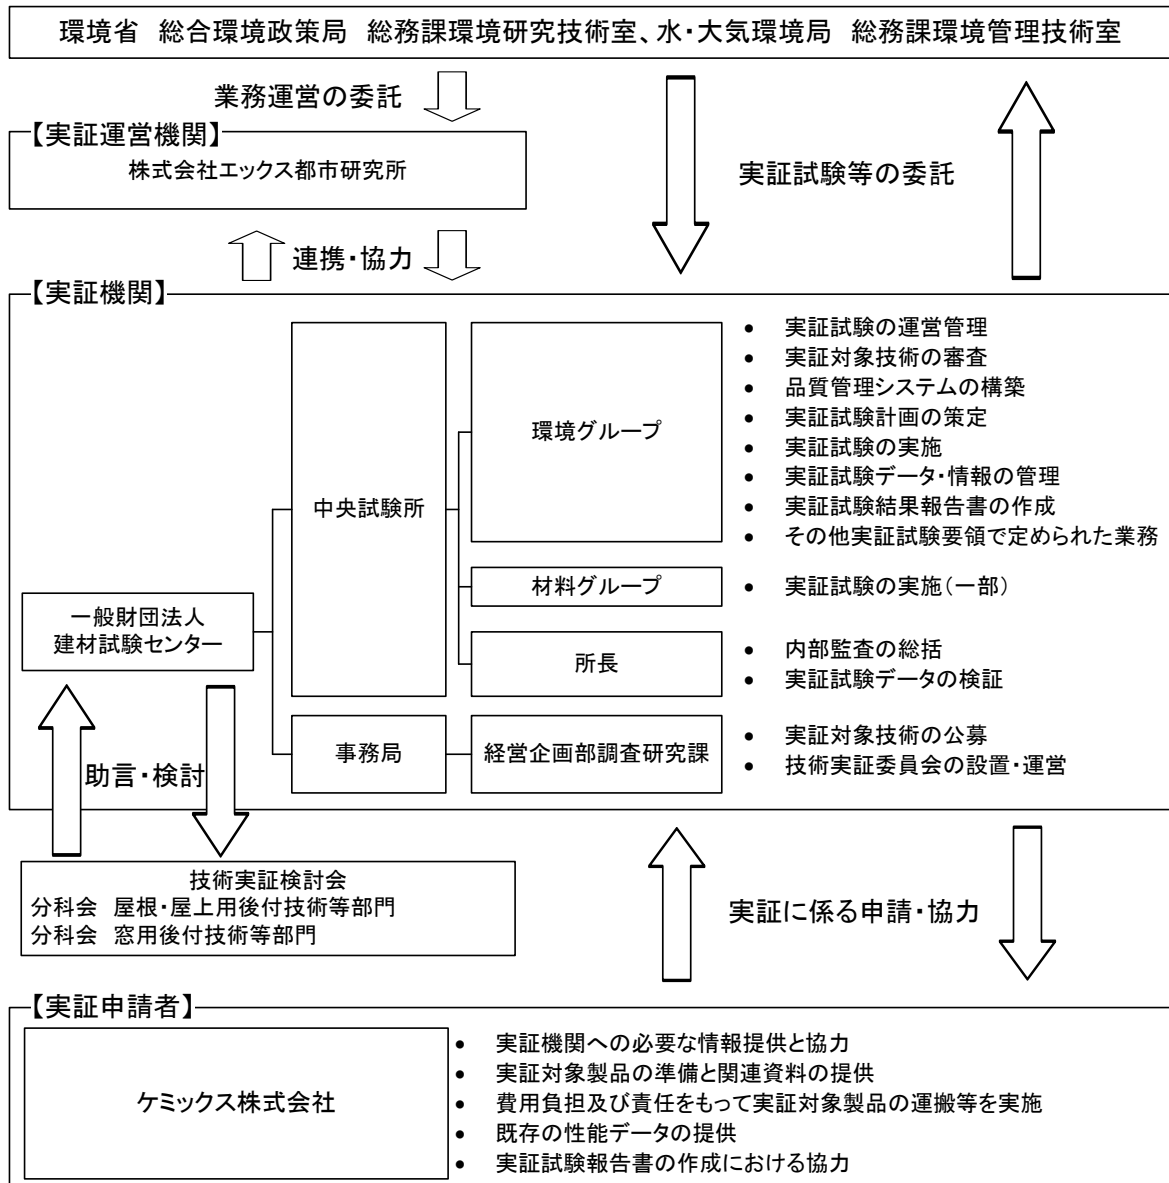 環境省　総合環境政策局　総務課環境研究技術室、水・大気環境局　総務課環境管理技術室
業務運営の委託
【実証運営機関】
株式会社エックス都市研究所
実証試験等の委託
連携・協力
【実証機関】
一般財団法人
建材試験センター
中央試験所
環境グループ
• 実証試験の運営管理
• 実証対象技術の審査
• 品質管理システムの構築
• 実証試験計画の策定
• 実証試験の実施
• 実証試験データ・情報の管理
• 実証試験結果報告書の作成
• その他実証試験要領で定められた業務
材料グループ
• 実証試験の実施（一部）
所長
• 内部監査の総括
• 実証試験データの検証
事務局
経営企画部調査研究課
• 実証対象技術の公募
• 技術実証委員会の設置・運営
助言・検討
技術実証検討会
分科会　屋根・屋上用後付技術等部門
分科会　窓用後付技術等部門
実証に係る申請・協力
【実証申請者】
ケミックス株式会社
• 実証機関への必要な情報提供と協力
• 実証対象製品の準備と関連資料の提供
• 費用負担及び責任をもって実証対象製品の運搬等を実施
• 既存の性能データの提供
• 実証試験報告書の作成における協力